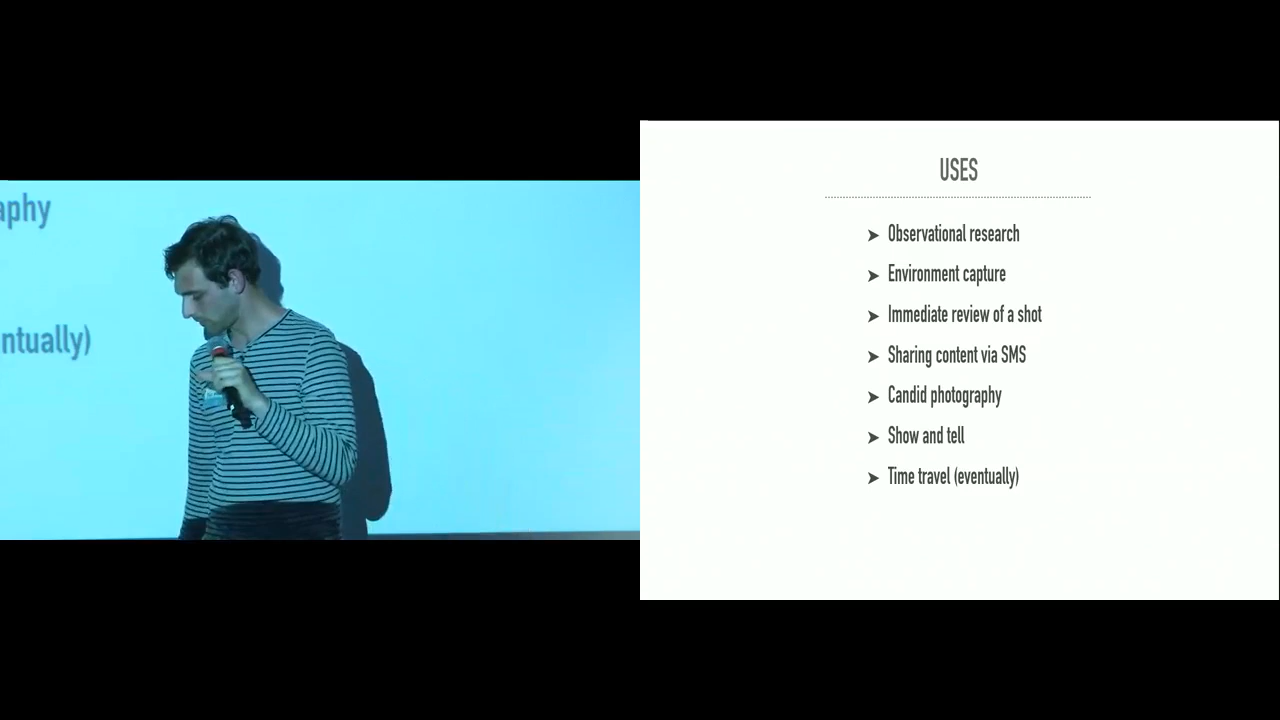 aphy
ntually)
USES
➤ Observational research
➤ Environment capture
➤ Immediate review of a shot
➤ Sharing content via SMS
➤ Candid photography
➤ Show and tell
➤ Time travel (eventually)